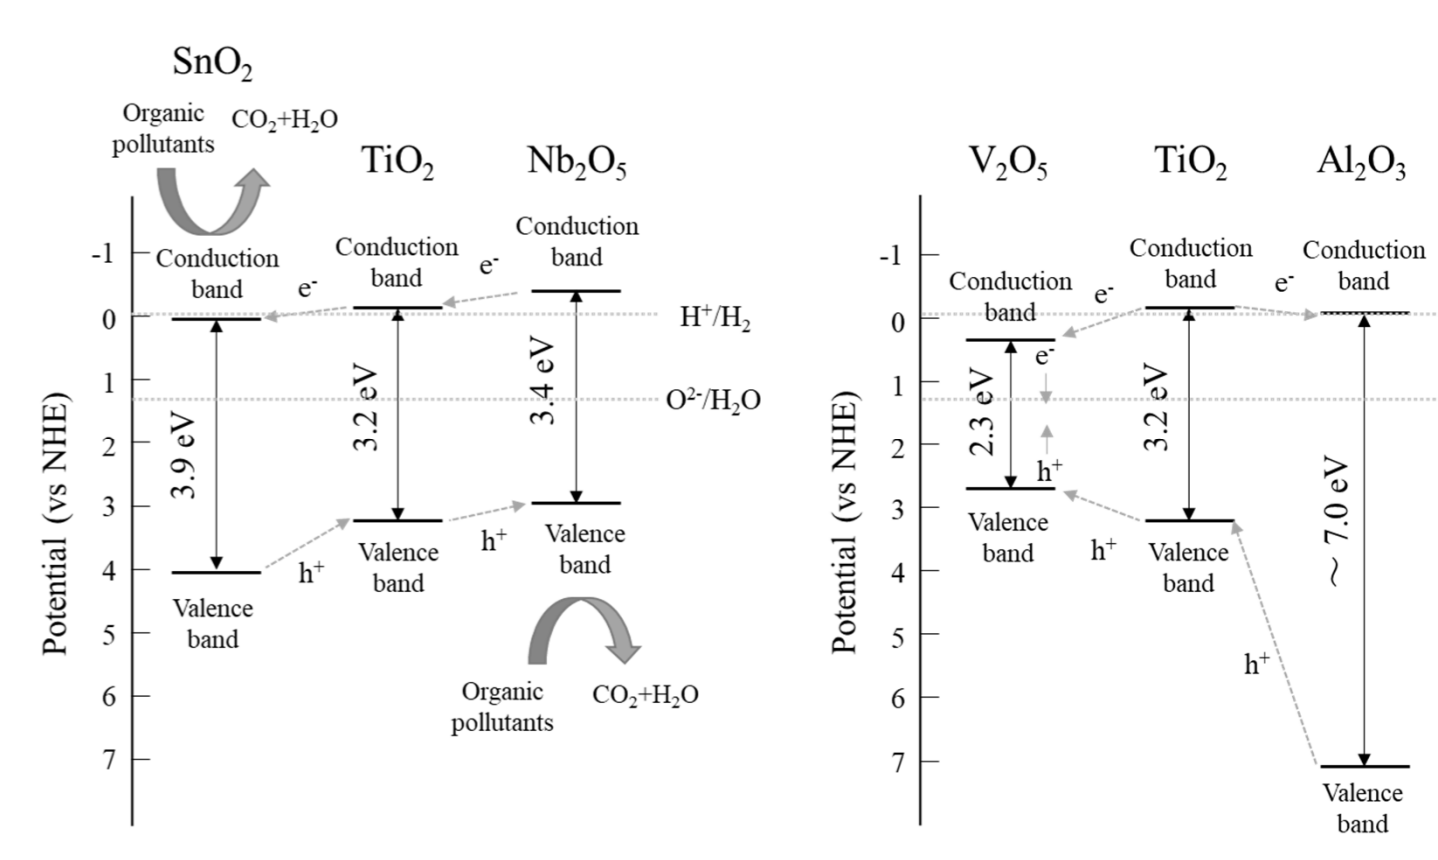 SnO₂
Organic
pollutants
CO₂+H₂O
TiO₂
Nb₂O₅
Conduction
band
Conduction
band
Conduction
band
e⁻
e⁻
-1
0
1
2
3
4
5
6
7
Potential (vs NHE)
H⁺/H₂
O²⁻/H₂O
3.9 eV
3.2 eV
3.4 eV
h⁺
h⁺
Valence
band
Valence
band
Valence
band
Organic
pollutants
CO₂+H₂O
V₂O₅
TiO₂
Al₂O₃
Conduction
band
Conduction
band
Conduction
band
e⁻
e⁻
-1
0
1
2
3
4
5
6
7
Potential (vs NHE)
2.3 eV
e⁻
h⁺
3.2 eV
~ 7.0 eV
Valence
band
h⁺
Valence
band
h⁺
Valence
band